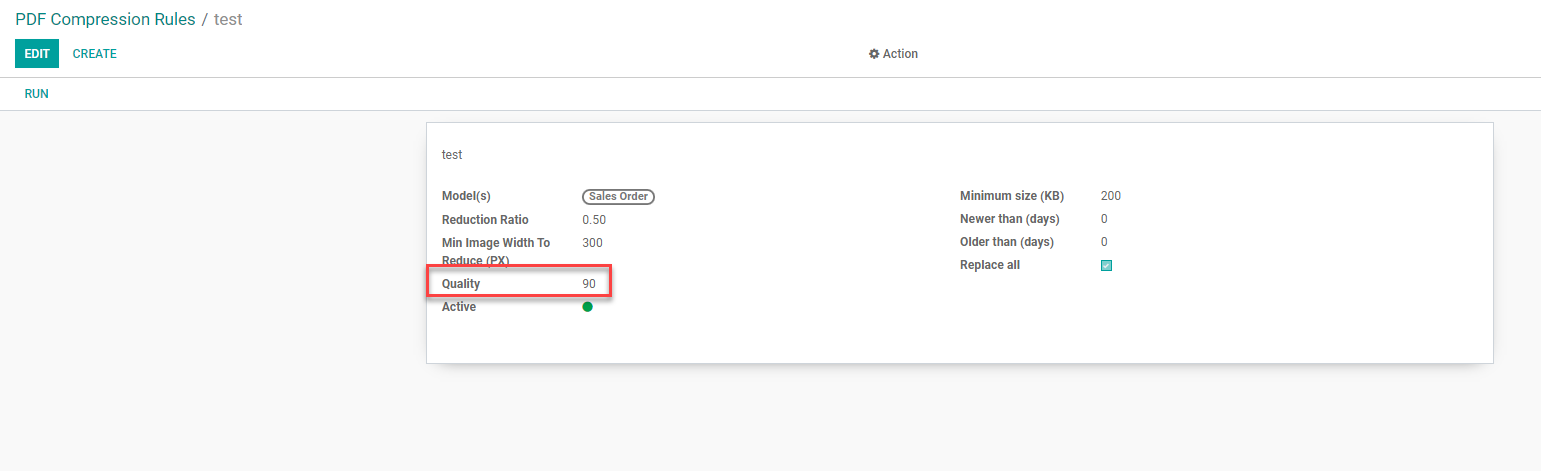 PDF Compression Rules / test
EDIT CREATE Action
RUN
test
Model(s) Sales Order
Reduction Ratio 0.50
Min Image Width To 300
Reduce (PX)
Quality 90
Active
Minimum size (KB) 200
Newer than (days) 0
Older than (days) 0
Replace all